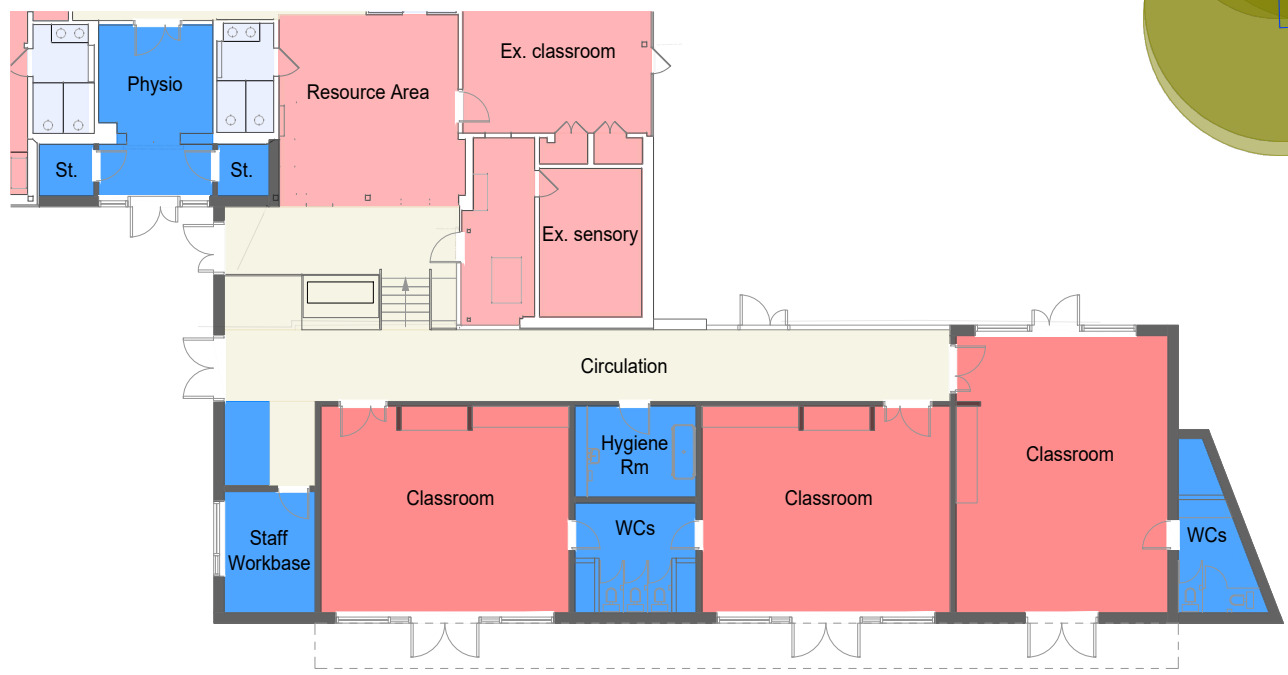 Ex. classroom
Physio
Resource Area
St.
St.
Ex. sensory
Circulation
Hygiene
Rm
Classroom
Classroom
Classroom
WCs
Staff
Workbase
WCs